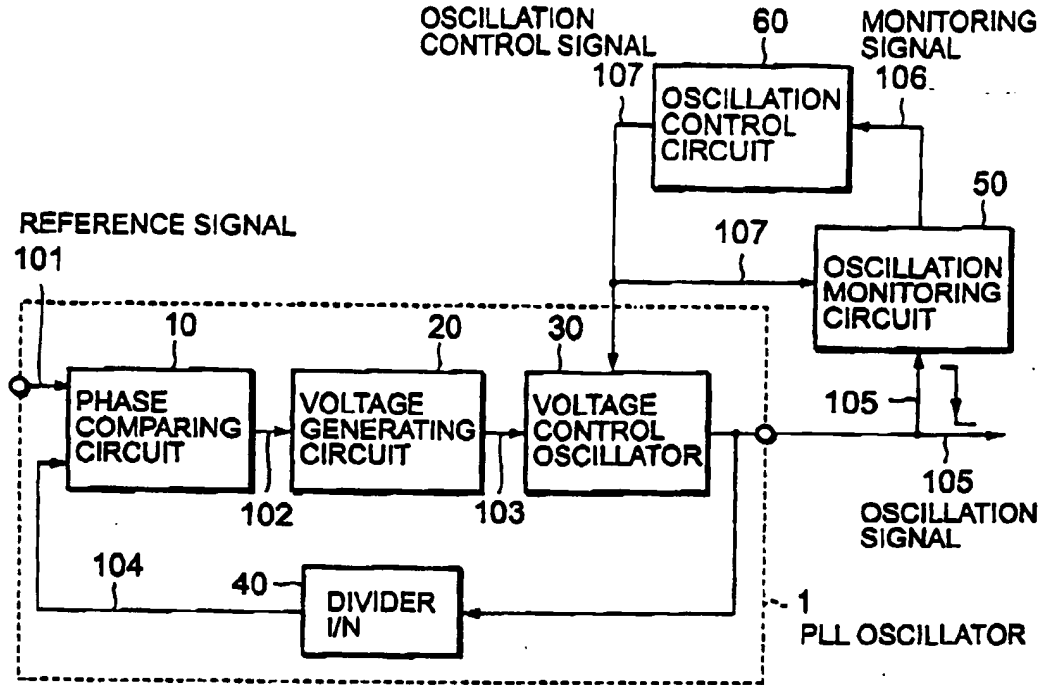 OSCILLATION
CONTROL SIGNAL
107
60
MONITORING
SIGNAL
106
OSCILLATION
CONTROL
CIRCUIT
50
REFERENCE SIGNAL
101
107
OSCILLATION
MONITORING
CIRCUIT
10
20
30
PHASE
COMPARING
CIRCUIT
VOLTAGE
GENERATING
CIRCUIT
VOLTAGE
CONTROL
OSCILLATOR
105
102
103
105
OSCILLATION
SIGNAL
104
40
DIVIDER
I/N
1
PLL OSCILLATOR